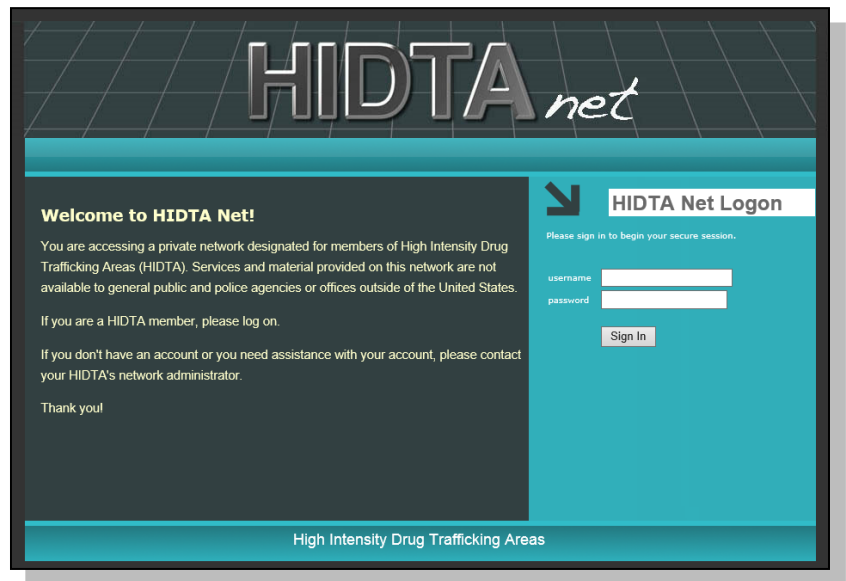 HIDTA net
Welcome to HIDTA Net!
You are accessing a private network designated for members of High Intensity Drug
Trafficking Areas (HIDTA). Services and material provided on this network are not
available to general public and police agencies or offices outside of the United States.
If you are a HIDTA member, please log on.
If you don't have an account or you need assistance with your account, please contact
your HIDTA's network administrator.
Thank you!
HIDTA Net Logon
Please sign in to begin your secure session.
username
password
Sign In
High Intensity Drug Trafficking Areas